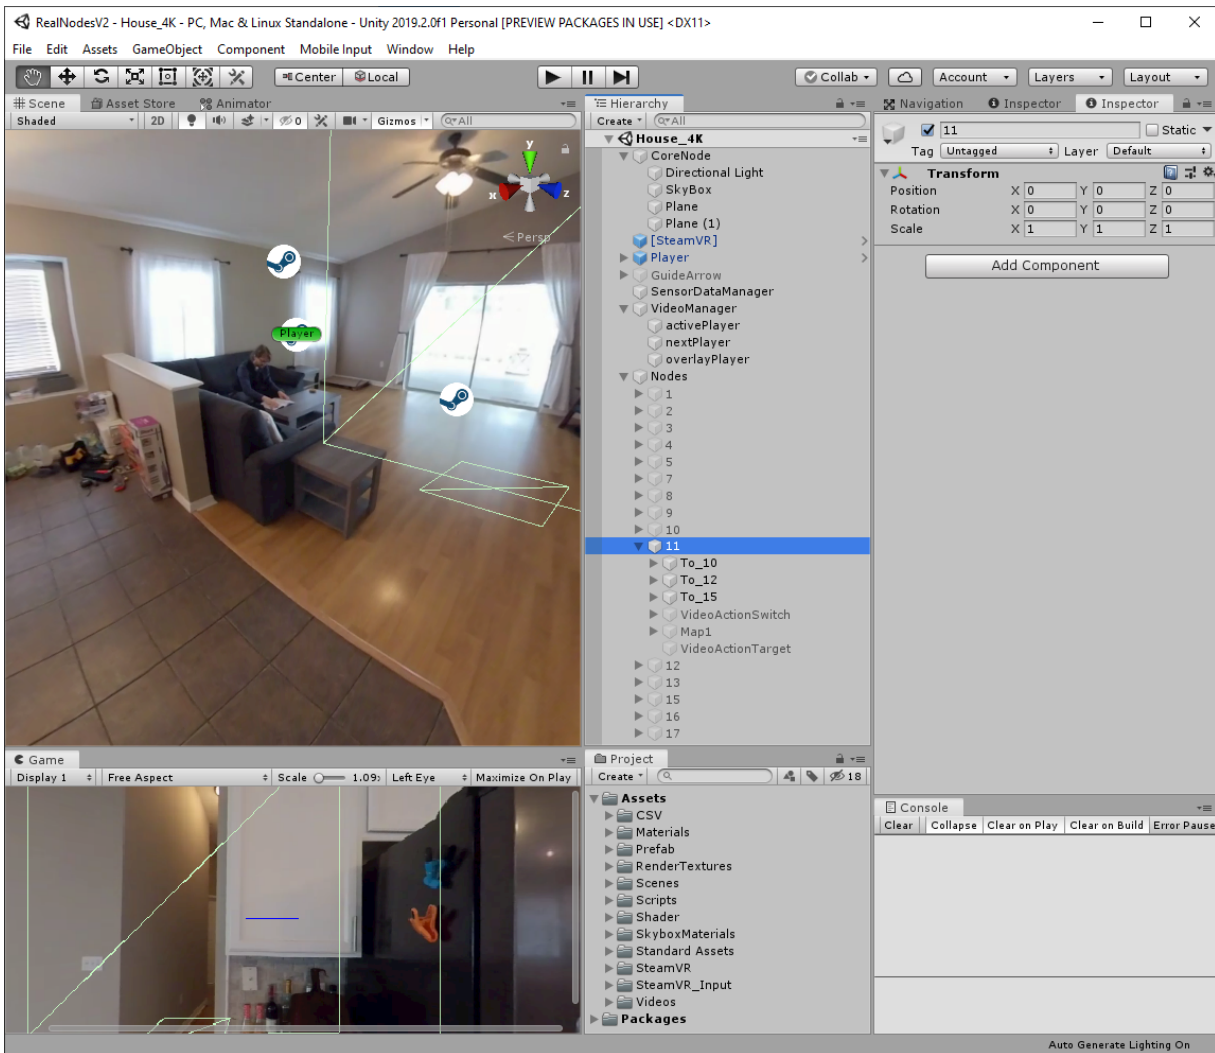 RealNodesV2 - House_4K - PC, Mac & Linux Standalone - Unity 2019.2.0f1 Personal [PREVIEW PACKAGES IN USE] <DX11>
File Edit Assets GameObject Component Mobile Input Window Help
Center Local Collab Account Layers Layout
Scene Asset Store Animator
Shaded 2D 0 Gizmos All
y
x
z
Persp
Player
Hierarchy
Create All
House_4K
CoreNode
Directional Light
SkyBox
Plane
Plane (1)
[SteamVR]
Player
GuideArrow
SensorDataManager
VideoManager
activePlayer
nextPlayer
overlayPlayer
Nodes
1
2
3
4
5
7
8
9
10
11
To_10
To_12
To_15
VideoActionSwitch
Map1
VideoActionTarget
12
13
15
16
17
Navigation Inspector Inspector
11 Static
Tag Untagged Layer Default
Transform
Position X 0 Y 0 Z 0
Rotation X 0 Y 0 Z 0
Scale X 1 Y 1 Z 1
Add Component
Game
Display 1 Free Aspect Scale 1.09 Left Eye Maximize On Play
Project
Create 18
Assets
CSV
Materials
Prefab
RenderTextures
Scenes
Scripts
Shader
SkyboxMaterials
Standard Assets
SteamVR
SteamVR_Input
Videos
Packages
Console
Clear Collapse Clear on Play Clear on Build Error Pause
Auto Generate Lighting On